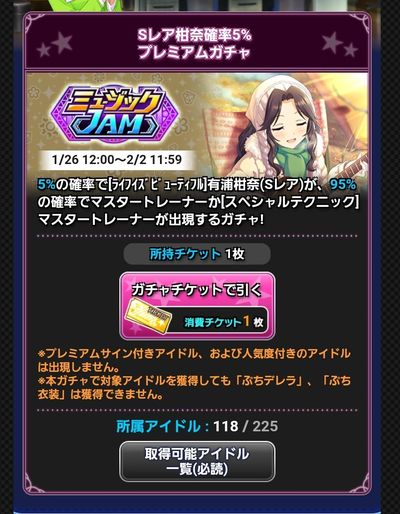 Sレア柑奈確率5%
プレミアムガチャ
ミュージック
JAM
1/26 12:00〜2/2 11:59
5%の確率で[ライフイズビューティフル]有浦柑奈(Sレア)が、95%
の確率でマスタートレーナーか[スペシャルテクニック]
マスタートレーナーが出現するガチャ!
所持チケット 1枚
ガチャチケットで引く
消費チケット1枚
※プレミアムサイン付きアイドル、および人気度付きのアイドル
は出現しません。
※本ガチャで対象アイドルを獲得しても「ぷちデレラ」、「ぷち
衣装」は獲得できません。
所属アイドル : 118 / 225
取得可能アイドル
一覧(必読)